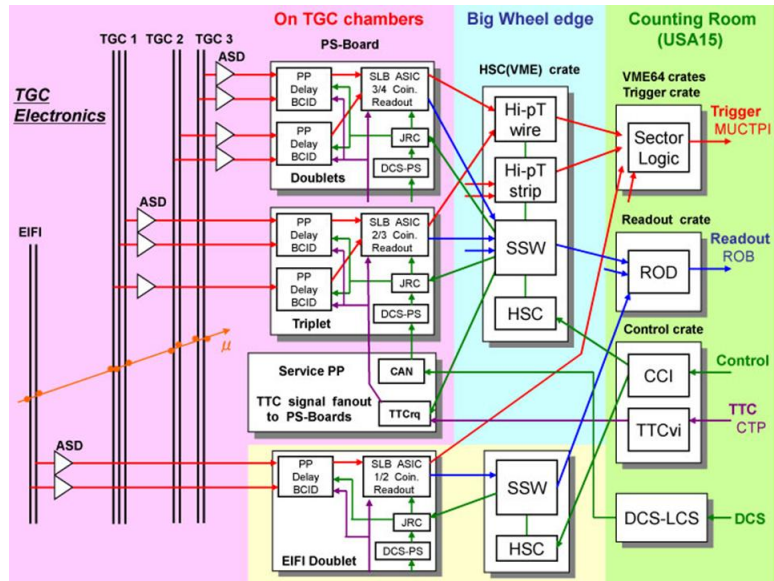 On TGC chambers
Big Wheel edge
Counting Room
(USA15)
TGC 1
TGC 2
TGC 3
ASD
PS-Board
HSC(VME) crate
VME64 crates
Trigger crate
TGC
Electronics
PP
Delay
BCID
SLB ASIC
3/4 Coin.
Readout
PP
Delay
BCID
JRC
DCS-PS
Doublets
Hi-pT
wire
Hi-pT
strip
SSW
HSC
Sector
Logic
Trigger
MUCTPI
EIFI
ASD
PP
Delay
BCID
SLB ASIC
2/3 Coin.
Readout
PP
Delay
BCID
JRC
DCS-PS
Triplet
Readout crate
ROD
Readout
ROB
μ
Service PP
CAN
TTC signal fanout
to PS-Boards
TTCrq
Control crate
CCI
TTCvi
Control
TTC
CTP
ASD
PP
Delay
BCID
SLB ASIC
1/2 Coin.
Readout
JRC
DCS-PS
EIFI Doublet
SSW
HSC
DCS-LCS
DCS